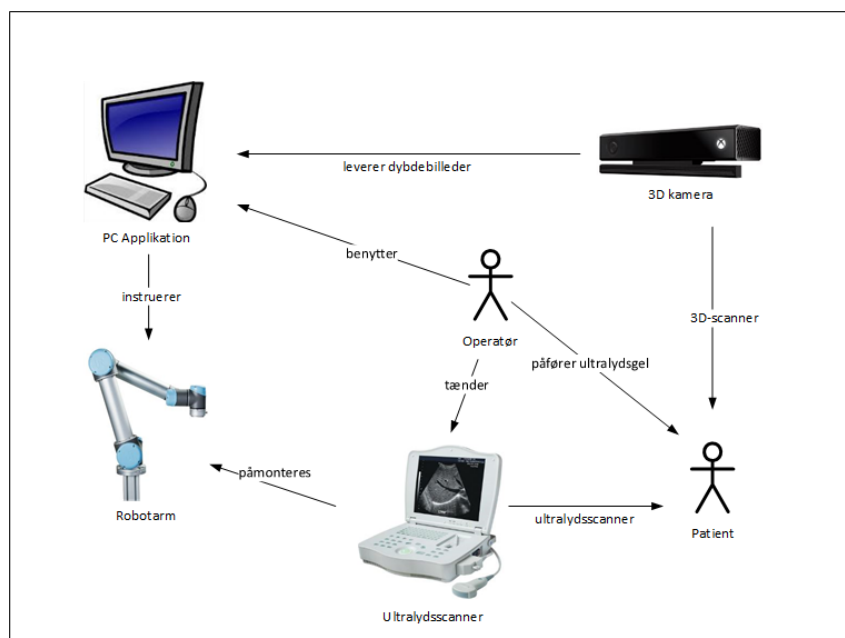 leverer dybdebilleder
3D kamera
PC Applikation
benytter
instruerer
3D-scanner
Operatør
påfører ultralydsgel
tænder
påmonteres
Robotarm
ultralydsscanner
Patient
Ultralydsscanner